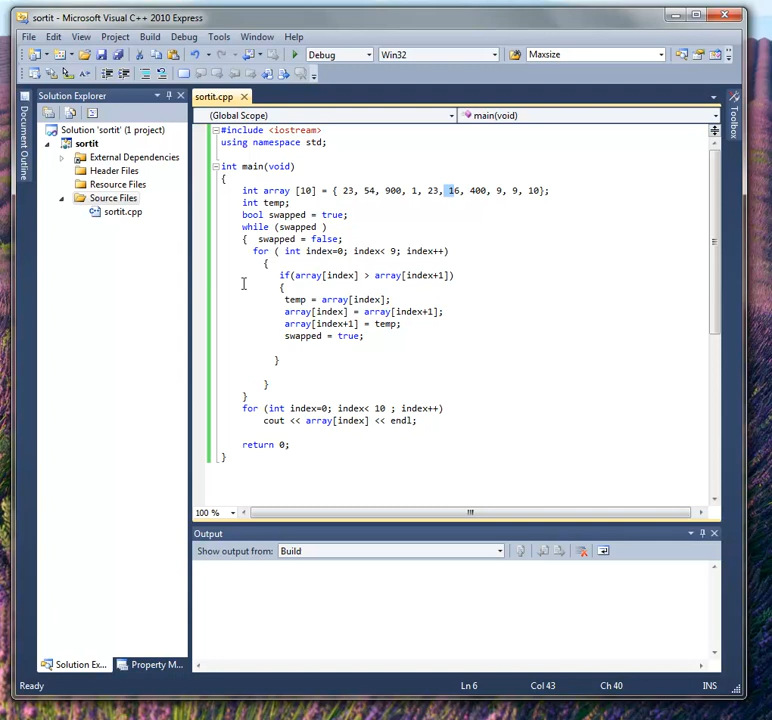 sortit - Microsoft Visual C++ 2010 Express
File Edit View Project Build Debug Tools Window Help
Debug Win32 Maxsize
Solution Explorer
sortit.cpp
Document Outline
Toolbox
(Global Scope) main(void)
Solution 'sortit' (1 project)
sortit
External Dependencies
Header Files
Resource Files
Source Files
sortit.cpp
#include <iostream>
using namespace std;
int main(void)
{
int array [10] = { 23, 54, 900, 1, 23, 16, 400, 9, 9, 10};
int temp;
bool swapped = true;
while (swapped )
{ swapped = false;
for ( int index=0; index< 9; index++)
{
if(array[index] > array[index+1])
{
temp = array[index];
array[index] = array[index+1];
array[index+1] = temp;
swapped = true;
}
}
}
for (int index=0; index< 10 ; index++)
cout << array[index] << endl;
return 0;
}
100 %
Output
Show output from: Build
Solution Ex... Property M...
Ready Ln 6 Col 43 Ch 40 INS